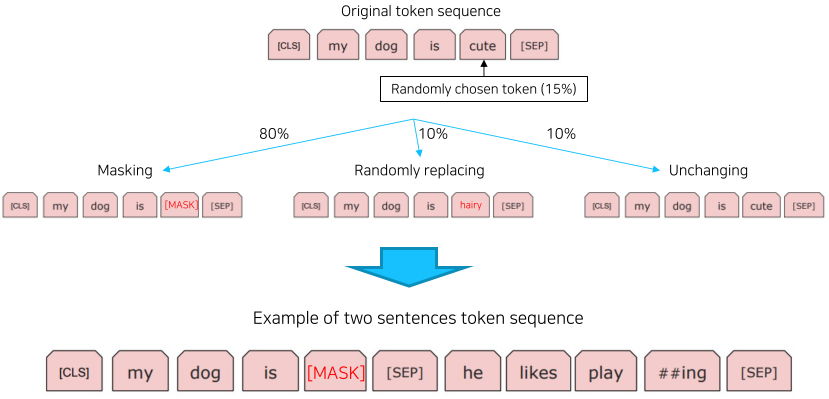 Original token sequence
[CLS] my dog is cute [SEP]
Randomly chosen token (15%)
80% 10% 10%
Masking Randomly replacing Unchanging
[CLS] my dog is [MASK] [SEP] [CLS] my dog is hairy [SEP] [CLS] my dog is cute [SEP]
Example of two sentences token sequence
[CLS] my dog is [MASK] [SEP] he likes play ##ing [SEP]